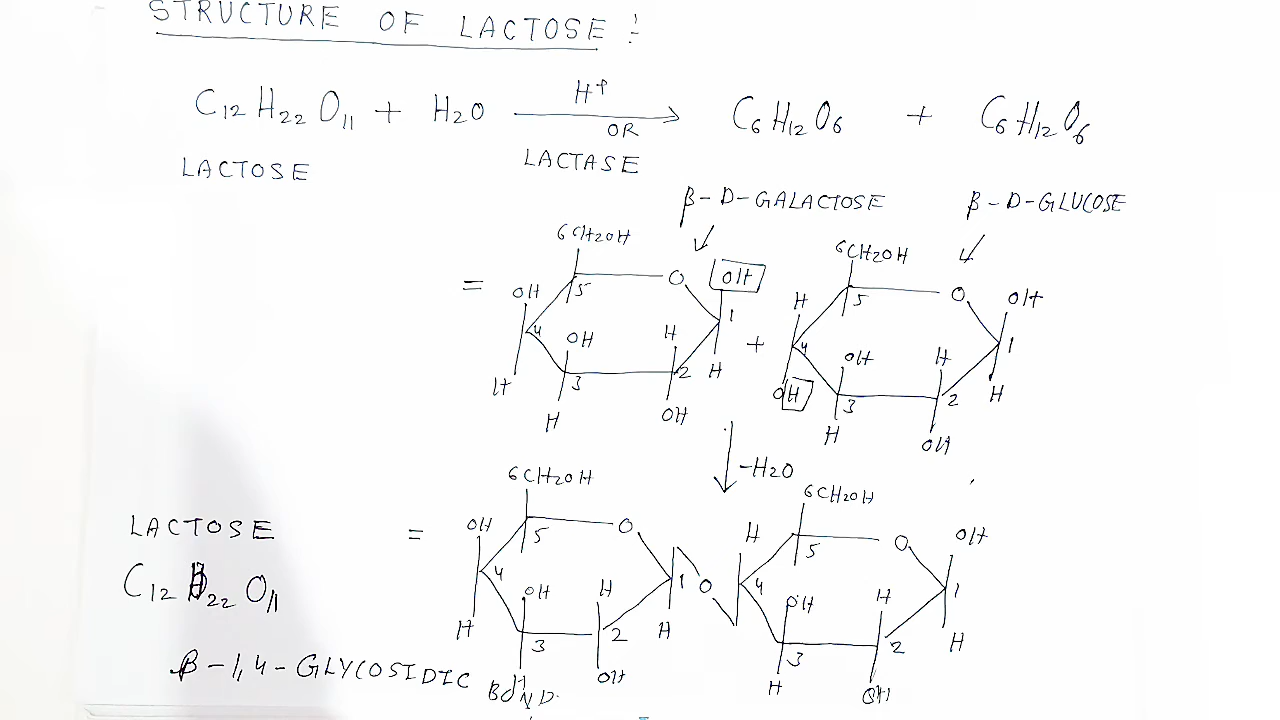 STRUCTURE OF LACTOSE :-
C12 H22 O11 + H2O H+ C6 H12 O6 + C6 H12 O6
OR
LACTOSE LACTASE
β-D-GALACTOSE β-D-GLUCOSE
6CH2OH 6CH2OH
= OH 5 O OH H 5 O OH
4 OH H 1 + 4 OH H 1
H 3 2 H OH 3 2 H
H OH H OH
-H2O
6CH2OH 6CH2OH
LACTOSE = OH 5 O H 5 O OH
C12 H22 O11 4 OH H 1 O 4 OH H 1
H 3 2 H 3 2 H
β-1,4-GLYCOSIDIC BOND. H OH H OH